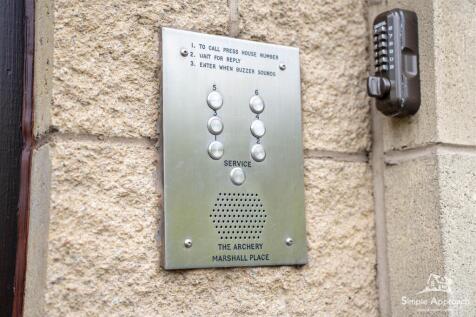 1. TO CALL PRESS HOUSE NUMBER
2. WAIT FOR REPLY
3. ENTER WHEN BUZZER SOUNDS
5 6
4
SERVICE
THE ARCHERY
MARSHALL PLACE
Simple Approach